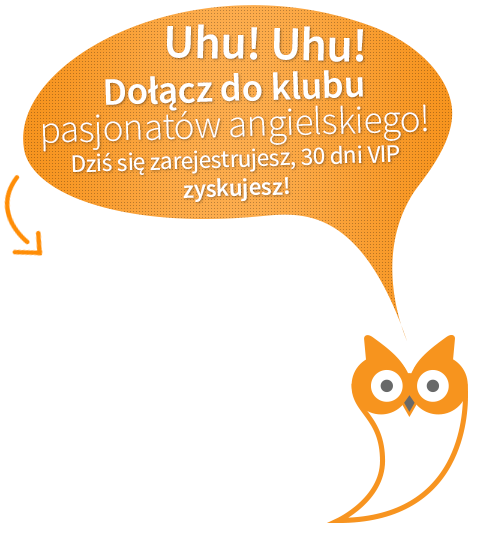 Uhu! Uhu!
Dołącz do klubu
pasjonatów angielskiego!
Dziś się zarejestrujesz, 30 dni VIP
zyskujesz!